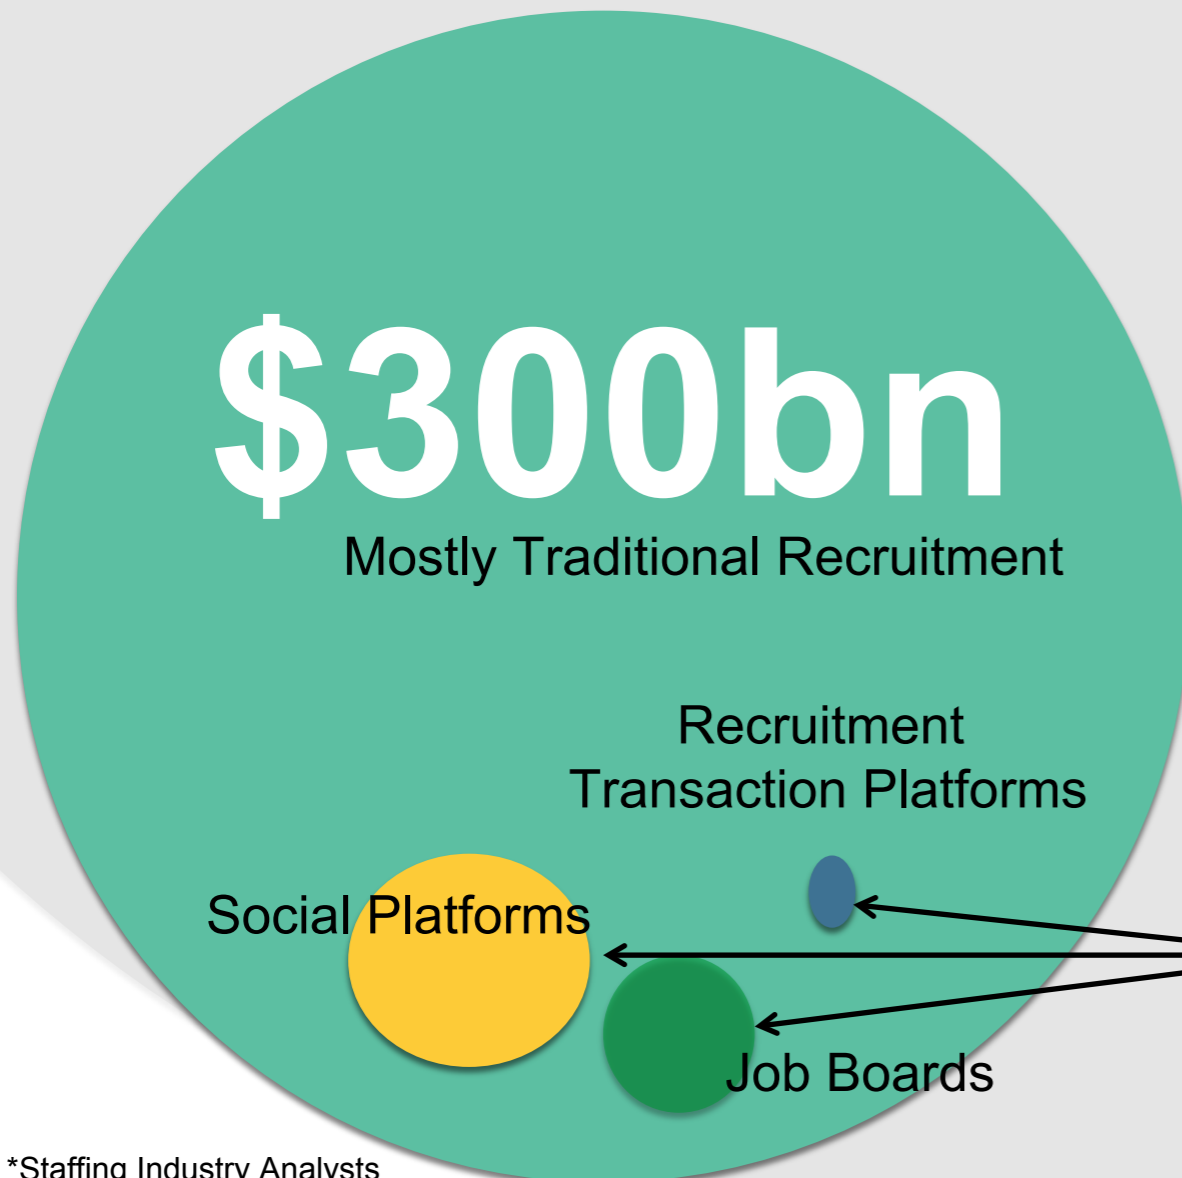 $300bn
Mostly Traditional Recruitment
Recruitment
Transaction Platforms
Social Platforms
Job Boards
*Staffing Industry Analysts